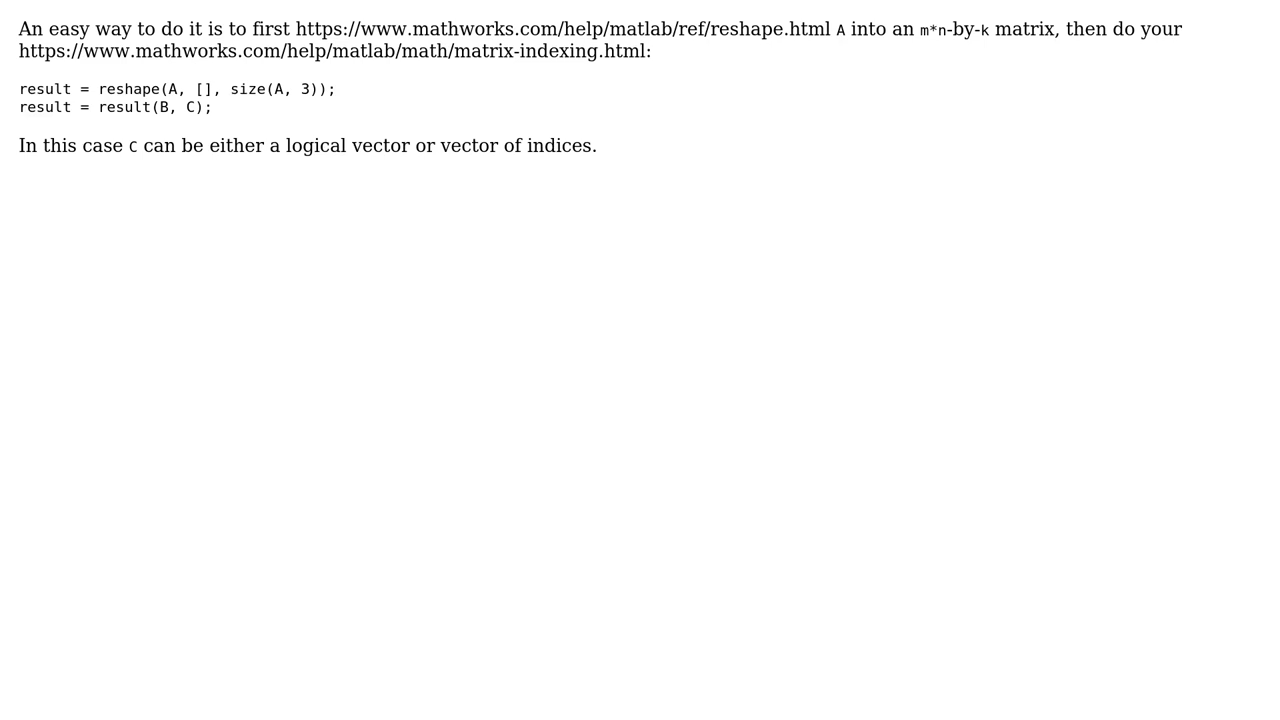 An easy way to do it is to first https://www.mathworks.com/help/matlab/ref/reshape.html A into an m*n-by-k matrix, then do your
https://www.mathworks.com/help/matlab/math/matrix-indexing.html:
result = reshape(A, [], size(A, 3));
result = result(B, C);
In this case C can be either a logical vector or vector of indices.